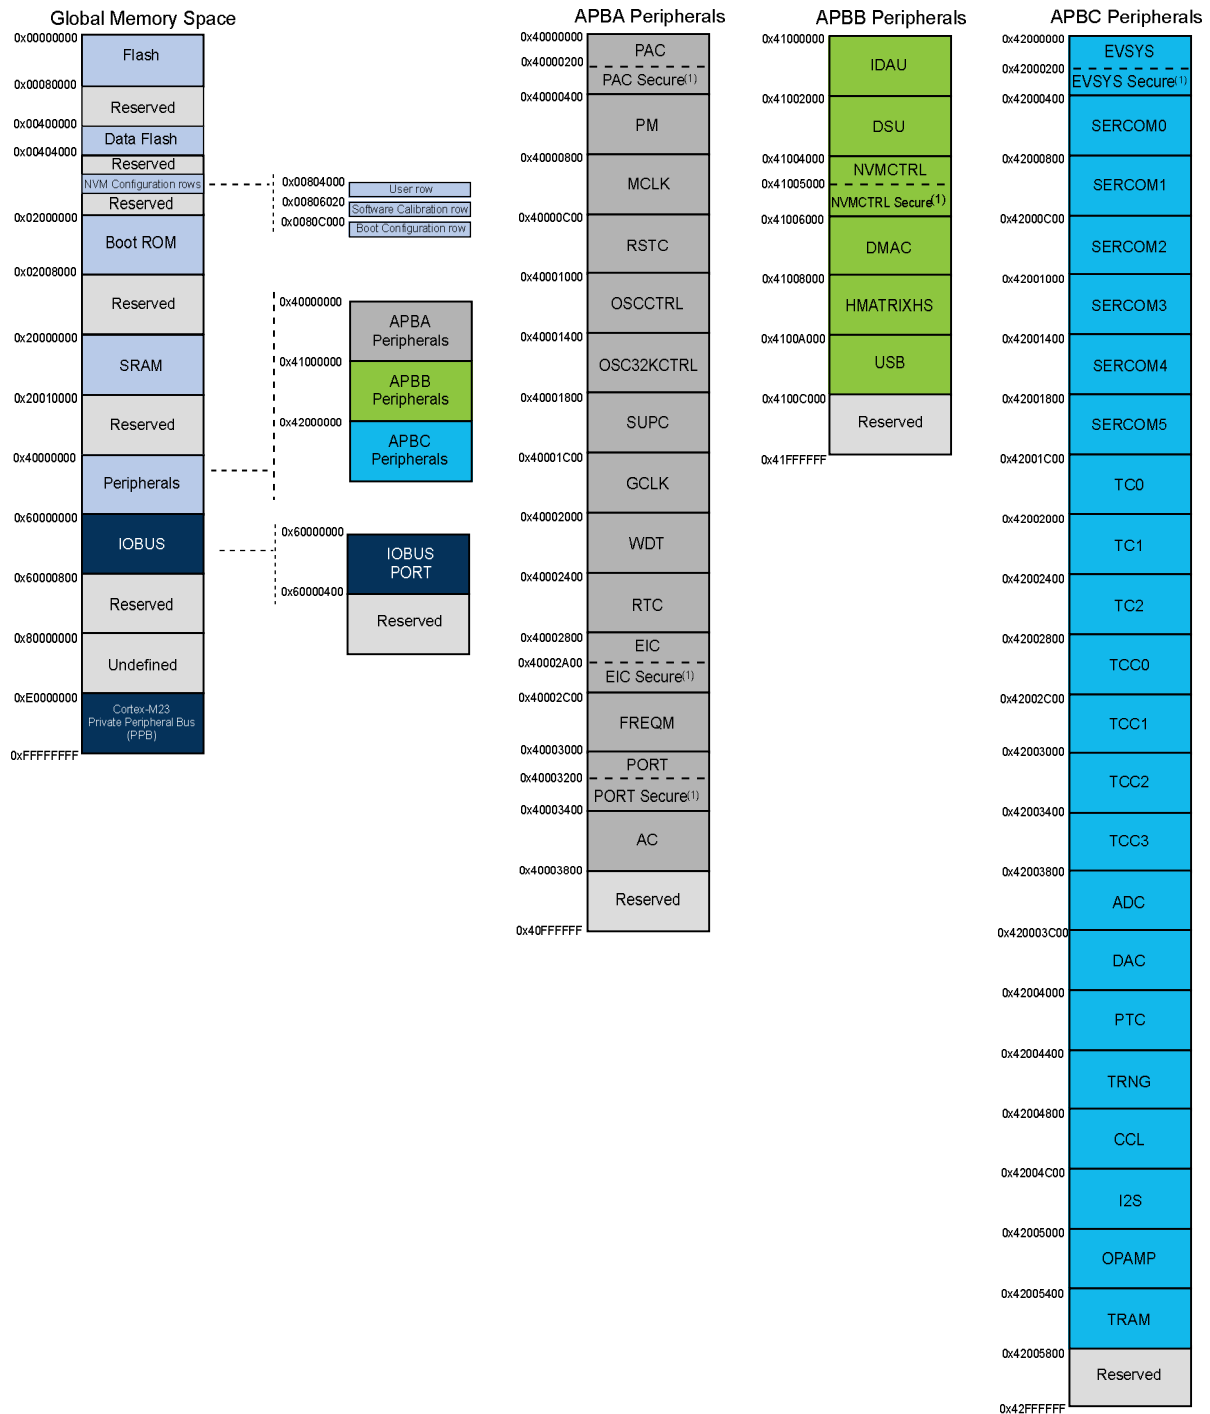 Global Memory Space
0x00000000
Flash
0x00080000
Reserved
0x00400000
Data Flash
0x00404000
Reserved
NVM Configuration rows
Reserved
0x02000000
Boot ROM
0x02008000
Reserved
0x20000000
SRAM
0x20010000
Reserved
0x40000000
Peripherals
0x60000000
IOBUS
0x60000800
Reserved
0x80000000
Undefined
0xE0000000
Cortex-M23
Private Peripheral Bus
(PPB)
0xFFFFFFFF
0x00804000
User row
0x00806020
Software Calibration row
0x0080C000
Boot Configuration row
0x40000000
APBA
Peripherals
0x41000000
APBB
Peripherals
0x42000000
APBC
Peripherals
0x60000000
IOBUS
PORT
0x60000400
Reserved
APBA Peripherals
0x40000000
PAC
0x40000200
PAC Secure(1)
0x40000400
PM
0x40000800
MCLK
0x40000C00
RSTC
0x40001000
OSCCTRL
0x40001400
OSC32KCTRL
0x40001800
SUPC
0x40001C00
GCLK
0x40002000
WDT
0x40002400
RTC
0x40002800
EIC
0x40002A00
EIC Secure(1)
0x40002C00
FREQM
0x40003000
PORT
0x40003200
PORT Secure(1)
0x40003400
AC
0x40003800
Reserved
0x40FFFFFF
APBB Peripherals
0x41000000
IDAU
0x41002000
DSU
0x41004000
NVMCTRL
0x41005000
NVMCTRL Secure(1)
0x41006000
DMAC
0x41008000
HMATRIXHS
0x4100A000
USB
0x4100C000
Reserved
0x41FFFFFF
APBC Peripherals
0x42000000
EVSYS
0x42000200
EVSYS Secure(1)
0x42000400
SERCOM0
0x42000800
SERCOM1
0x42000C00
SERCOM2
0x42001000
SERCOM3
0x42001400
SERCOM4
0x42001800
SERCOM5
0x42001C00
TC0
0x42002000
TC1
0x42002400
TC2
0x42002800
TCC0
0x42002C00
TCC1
0x42003000
TCC2
0x42003400
TCC3
0x42003800
ADC
0x420003C00
DAC
0x42004000
PTC
0x42004400
TRNG
0x42004800
CCL
0x42004C00
I2S
0x42005000
OPAMP
0x42005400
TRAM
0x42005800
Reserved
0x42FFFFFF